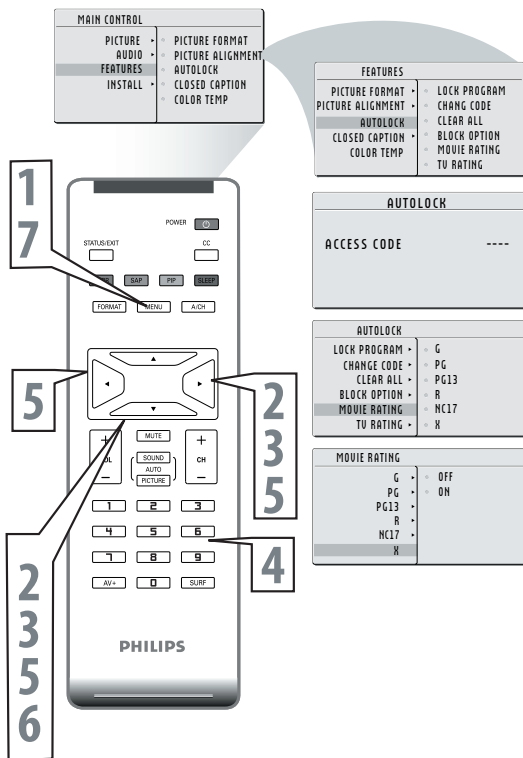 MAIN CONTROL
PICTURE
AUDIO
FEATURES
INSTALL
PICTURE FORMAT
PICTURE ALIGNMENT
AUTOLOCK
CLOSED CAPTION
COLOR TEMP
FEATURES
PICTURE FORMAT
PICTURE ALIGNMENT
AUTOLOCK
CLOSED CAPTION
COLOR TEMP
LOCK PROGRAM
CHANG CODE
CLEAR ALL
BLOCK OPTION
MOVIE RATING
TV RATING
AUTOLOCK
ACCESS CODE ----
AUTOLOCK
LOCK PROGRAM
CHANGE CODE
CLEAR ALL
BLOCK OPTION
MOVIE RATING
TV RATING
G
PG
PG13
R
NC17
X
MOVIE RATING
G
PG
PG13
R
NC17
X
OFF
ON
1
7
5
2
3
5
4
2
3
5
6
POWER
STATUS/EXIT
CC
SAP
PIP
SLEEP
FORMAT
MENU
A/CH
MUTE
SOUND
AUTO
PICTURE
+
–
+
CH
–
1 2 3
4 5 6
7 8 9
AV+ 0 SURF
PHILIPS